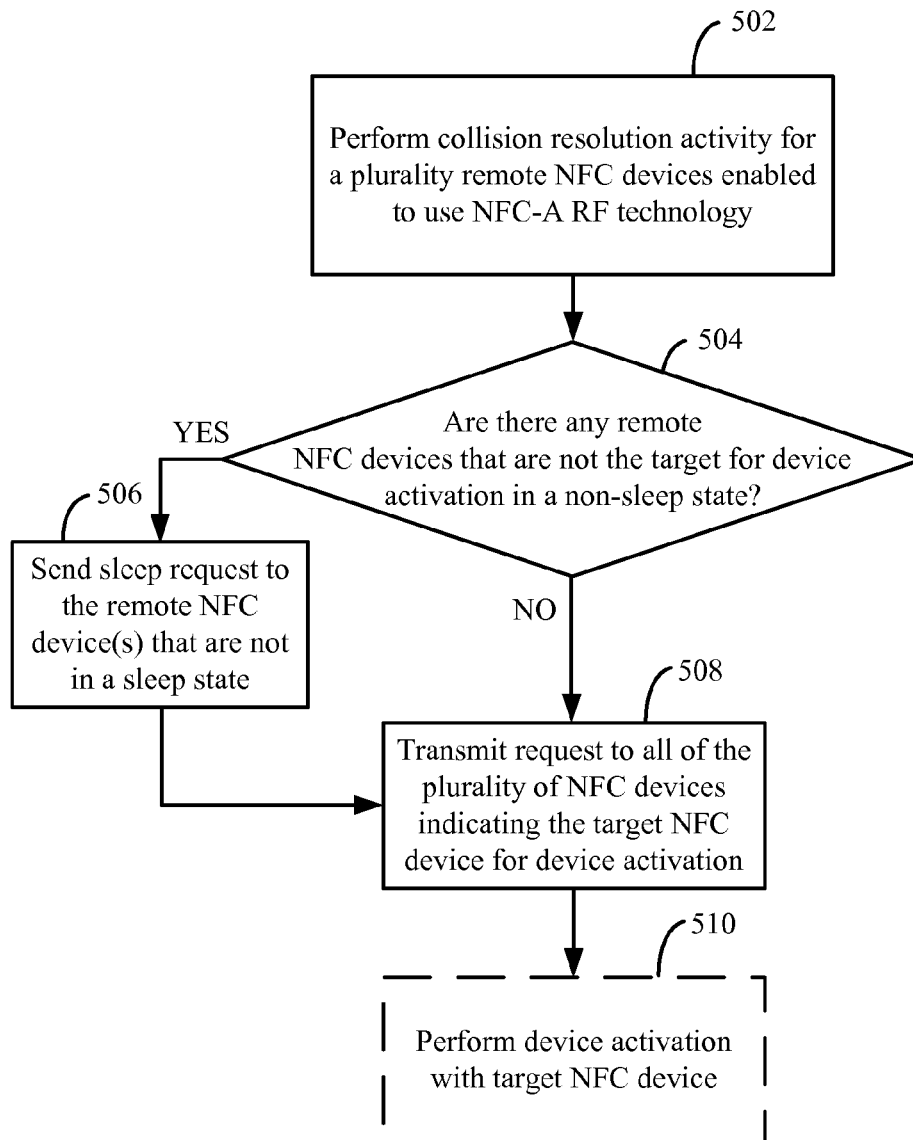 502
Perform collision resolution activity for
a plurality remote NFC devices enabled
to use NFC-A RF technology
504
Are there any remote
NFC devices that are not the target for device
activation in a non-sleep state?
YES
506
Send sleep request to
the remote NFC
device(s) that are not
in a sleep state
NO
508
Transmit request to all of the
plurality of NFC devices
indicating the target NFC
device for device activation
510
Perform device activation
with target NFC device